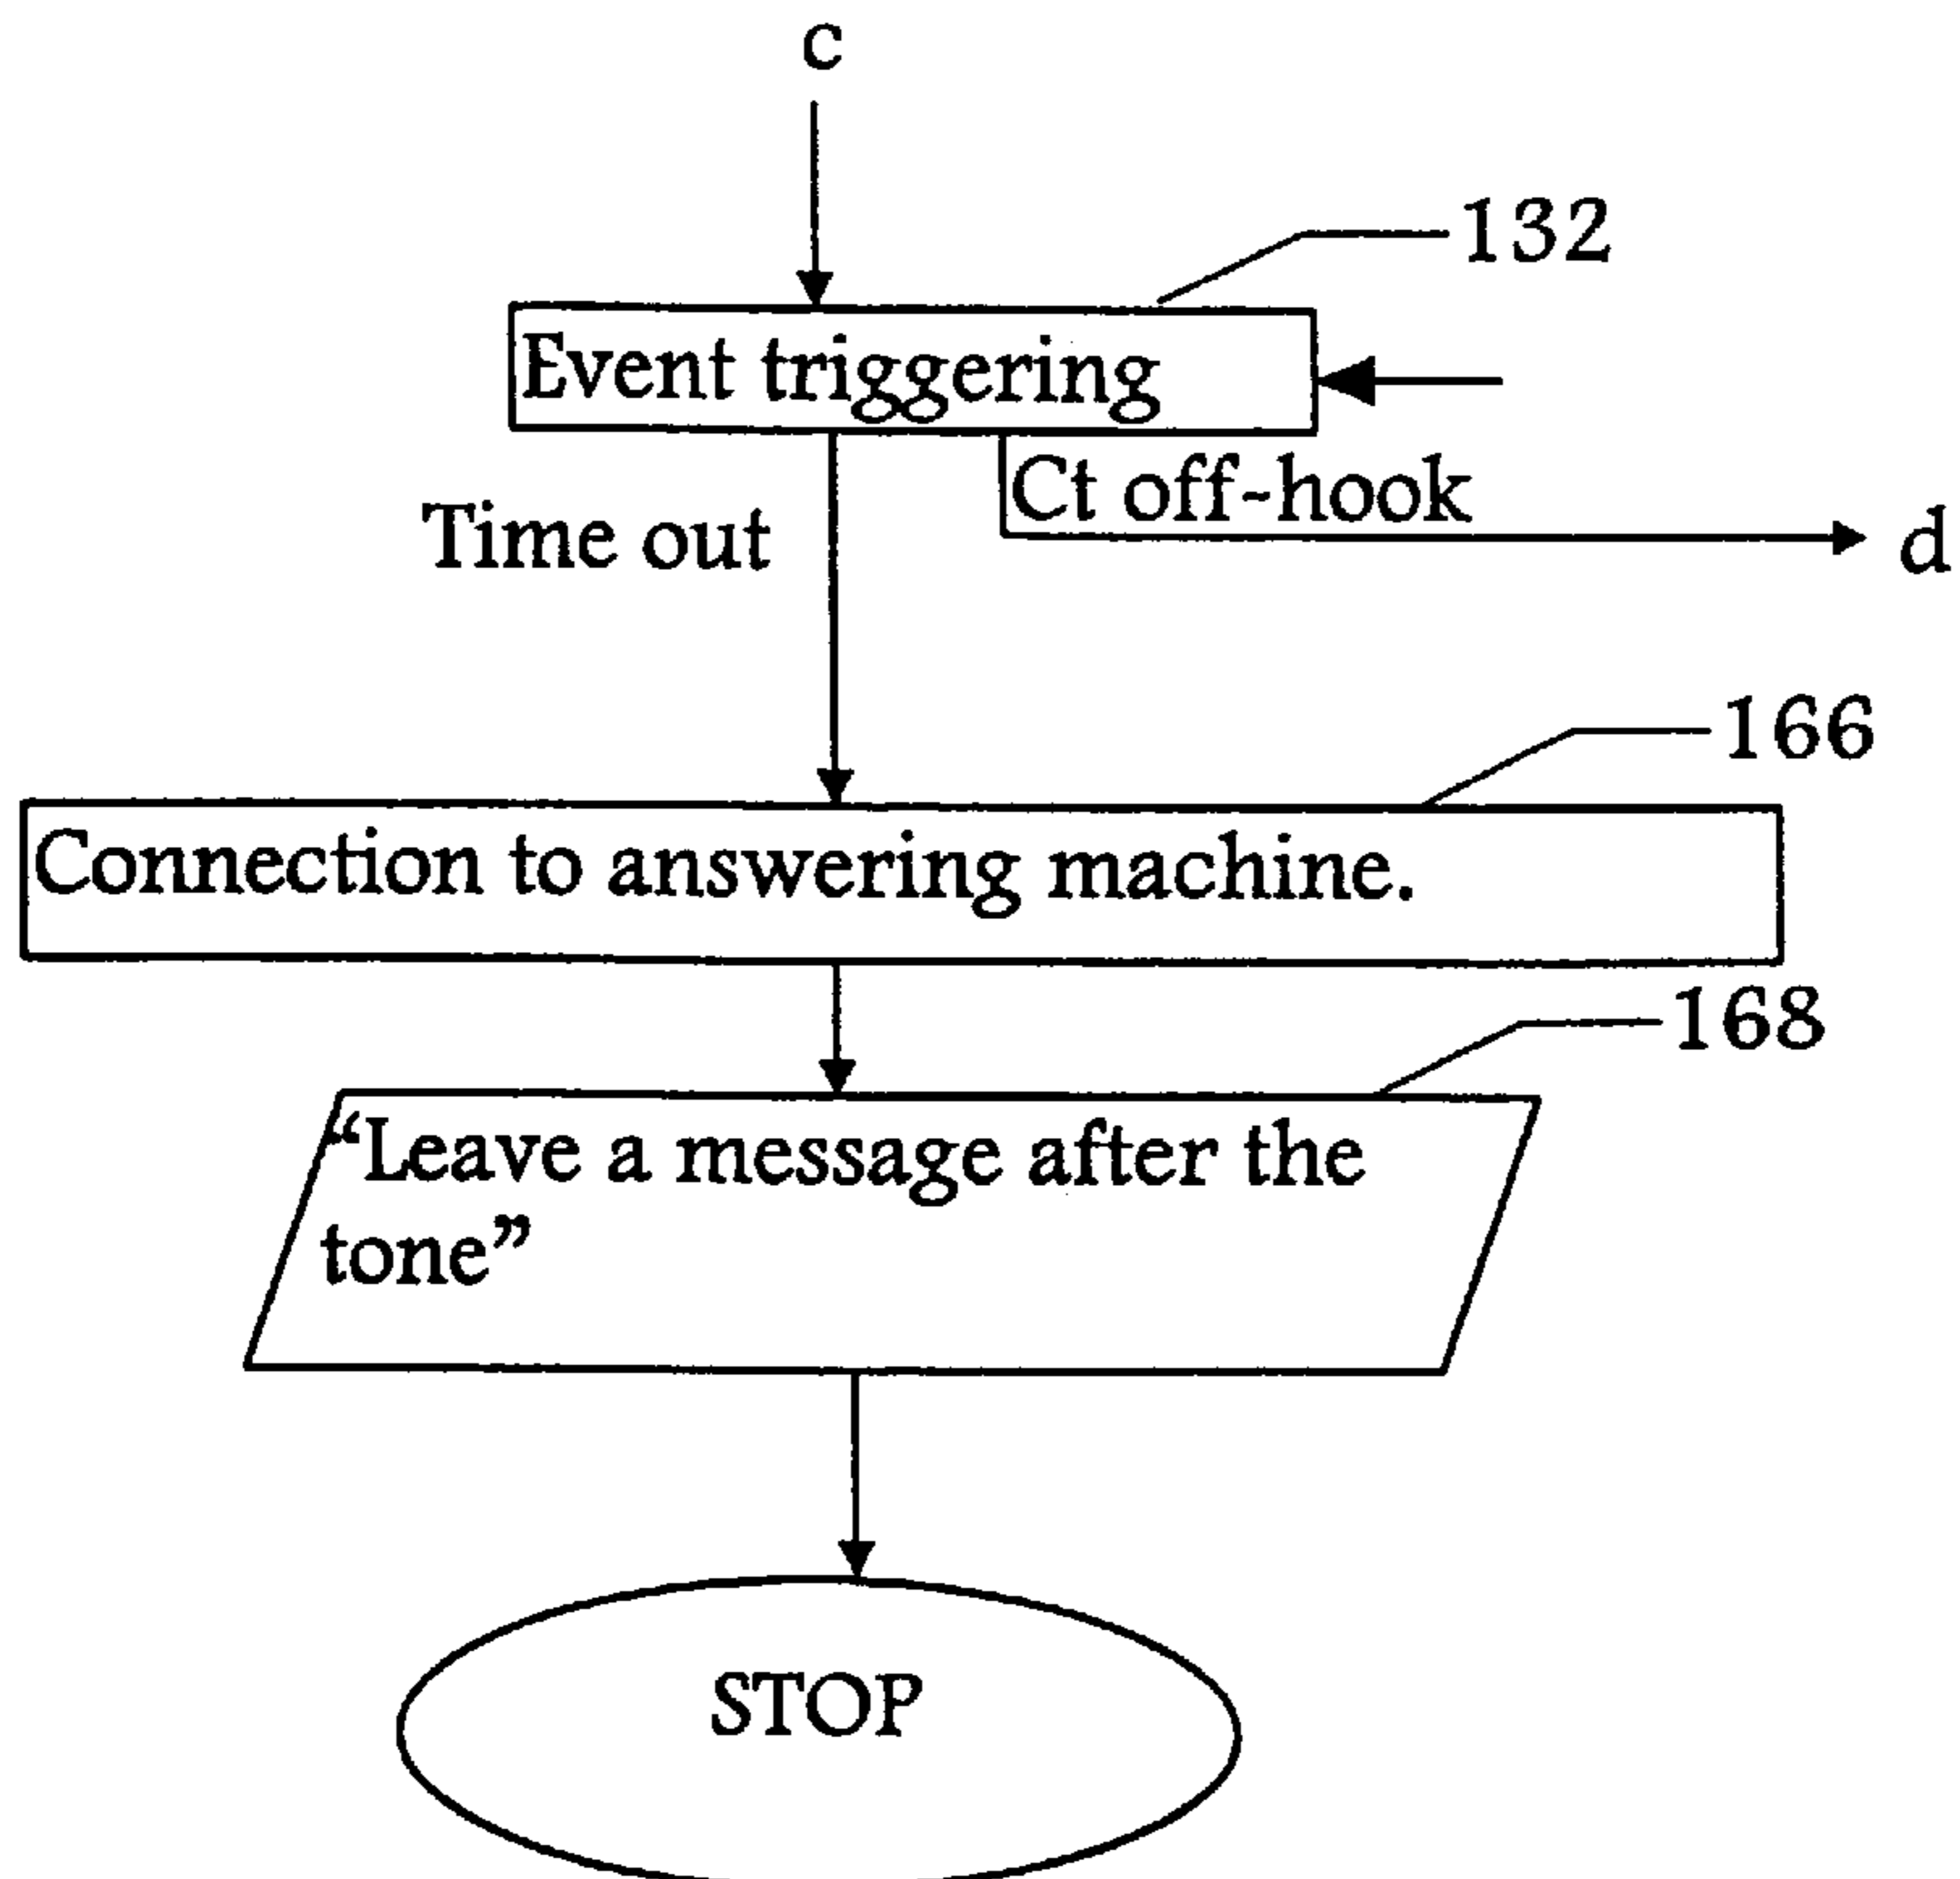 c
132
Event triggering
Ct off-hook
Time out
d
166
Connection to answering machine.
168
“Leave a message after the
tone”
STOP